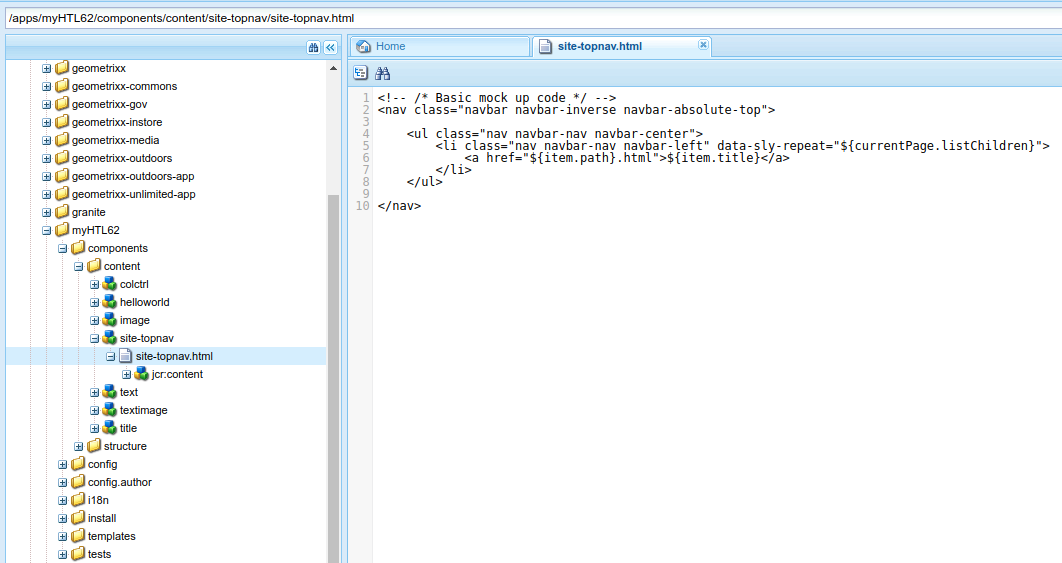 /apps/myHTL62/components/content/site-topnav/site-topnav.html
geometrixx
geometrixx-commons
geometrixx-gov
geometrixx-instore
geometrixx-media
geometrixx-outdoors
geometrixx-outdoors-app
geometrixx-unlimited-app
granite
myHTL62
components
content
colctrl
helloworld
image
site-topnav
site-topnav.html
jcr:content
text
textimage
title
structure
config
config.author
i18n
install
templates
tests
Home site-topnav.html
1 <!-- /* Basic mock up code */ -->
2 <nav class="navbar navbar-inverse navbar-absolute-top">
3
4     <ul class="nav navbar-nav navbar-center">
5         <li class="nav navbar-nav navbar-left" data-sly-repeat="${currentPage.listChildren}">
6             <a href="${item.path}.html">${item.title}</a>
7         </li>
8     </ul>
9
10 </nav>